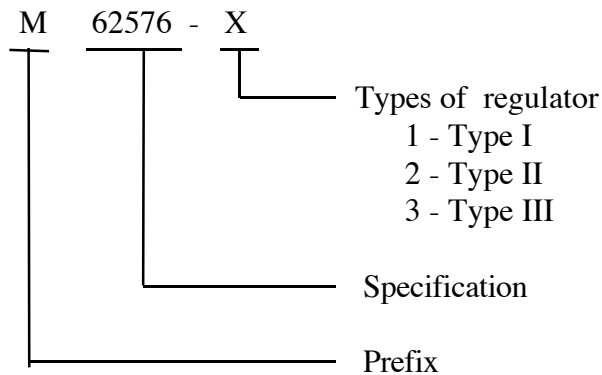 M 62576 - X
Types of regulator
1 - Type I
2 - Type II
3 - Type III
Specification
Prefix